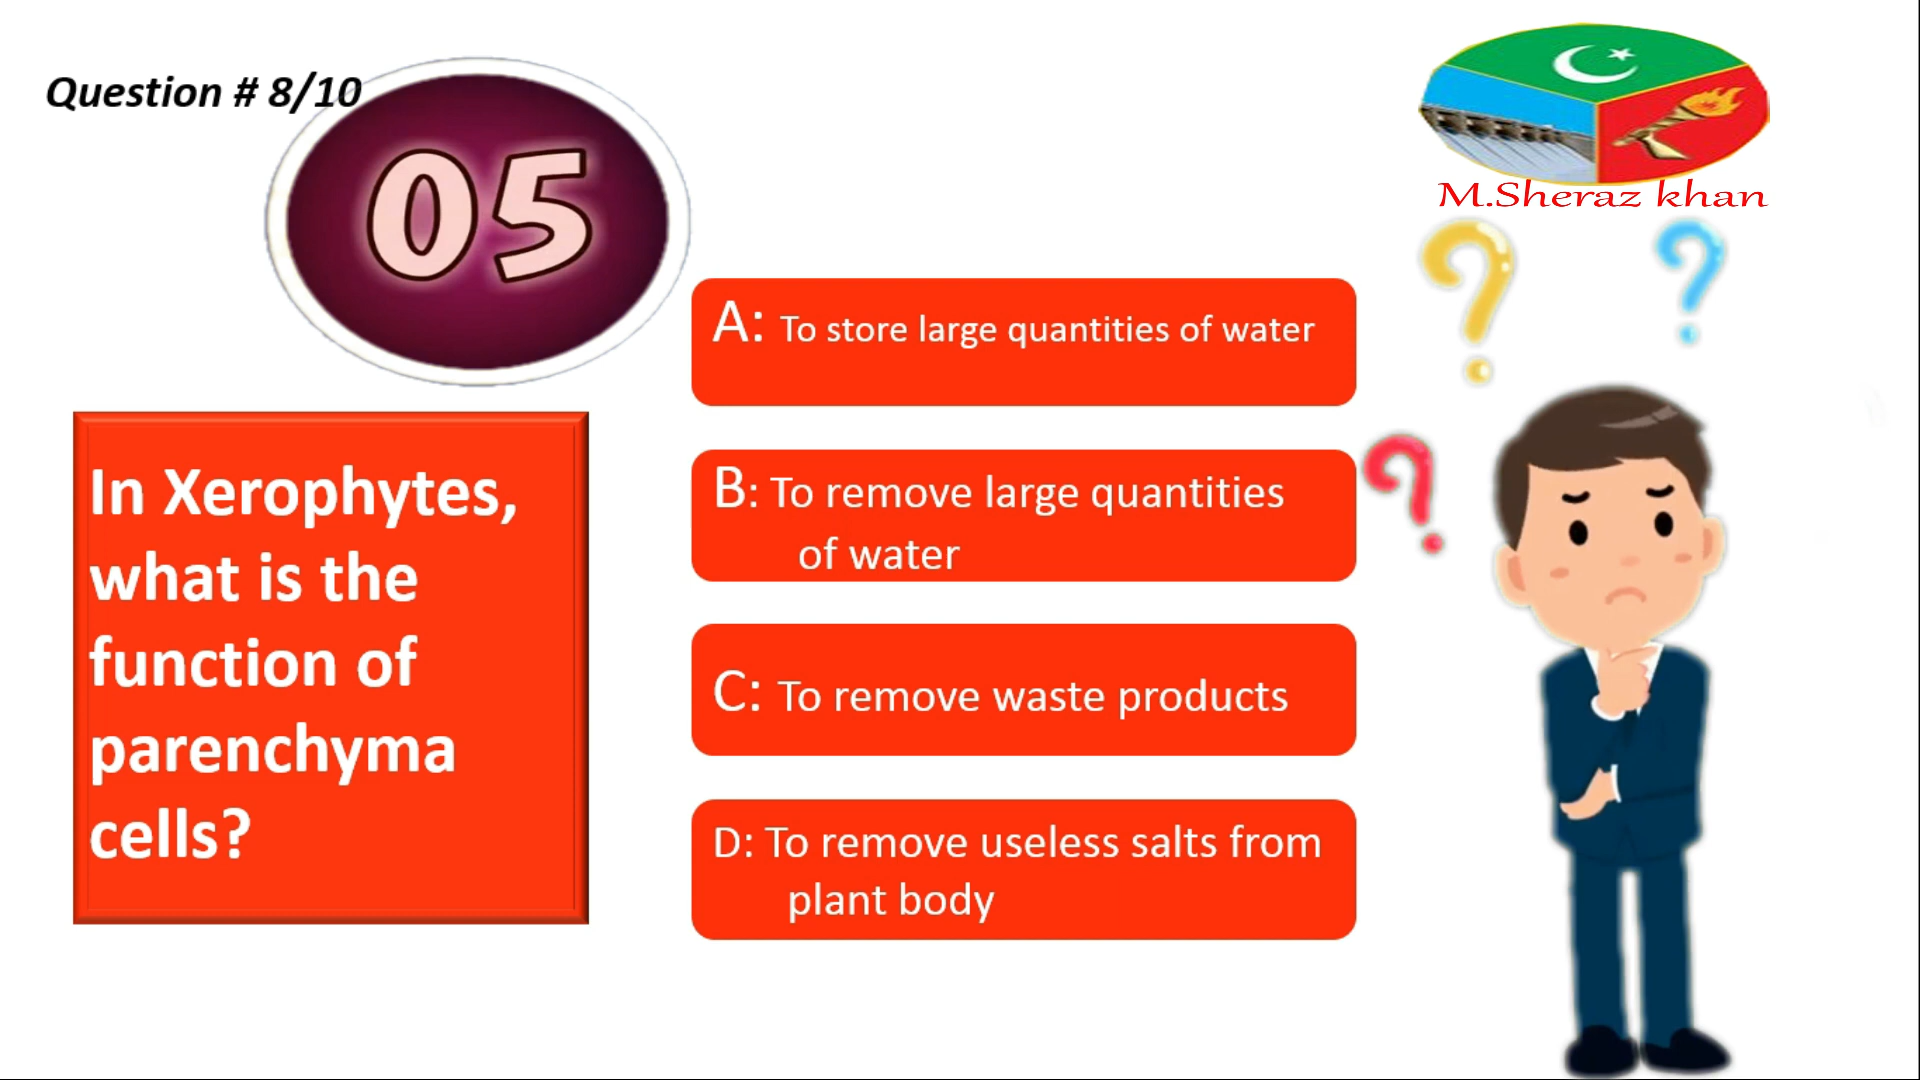 Question # 8/10
05
M.Sheraz khan
In Xerophytes,
what is the
function of
parenchyma
cells?
A: To store large quantities of water
B: To remove large quantities
of water
C: To remove waste products
D: To remove useless salts from
plant body